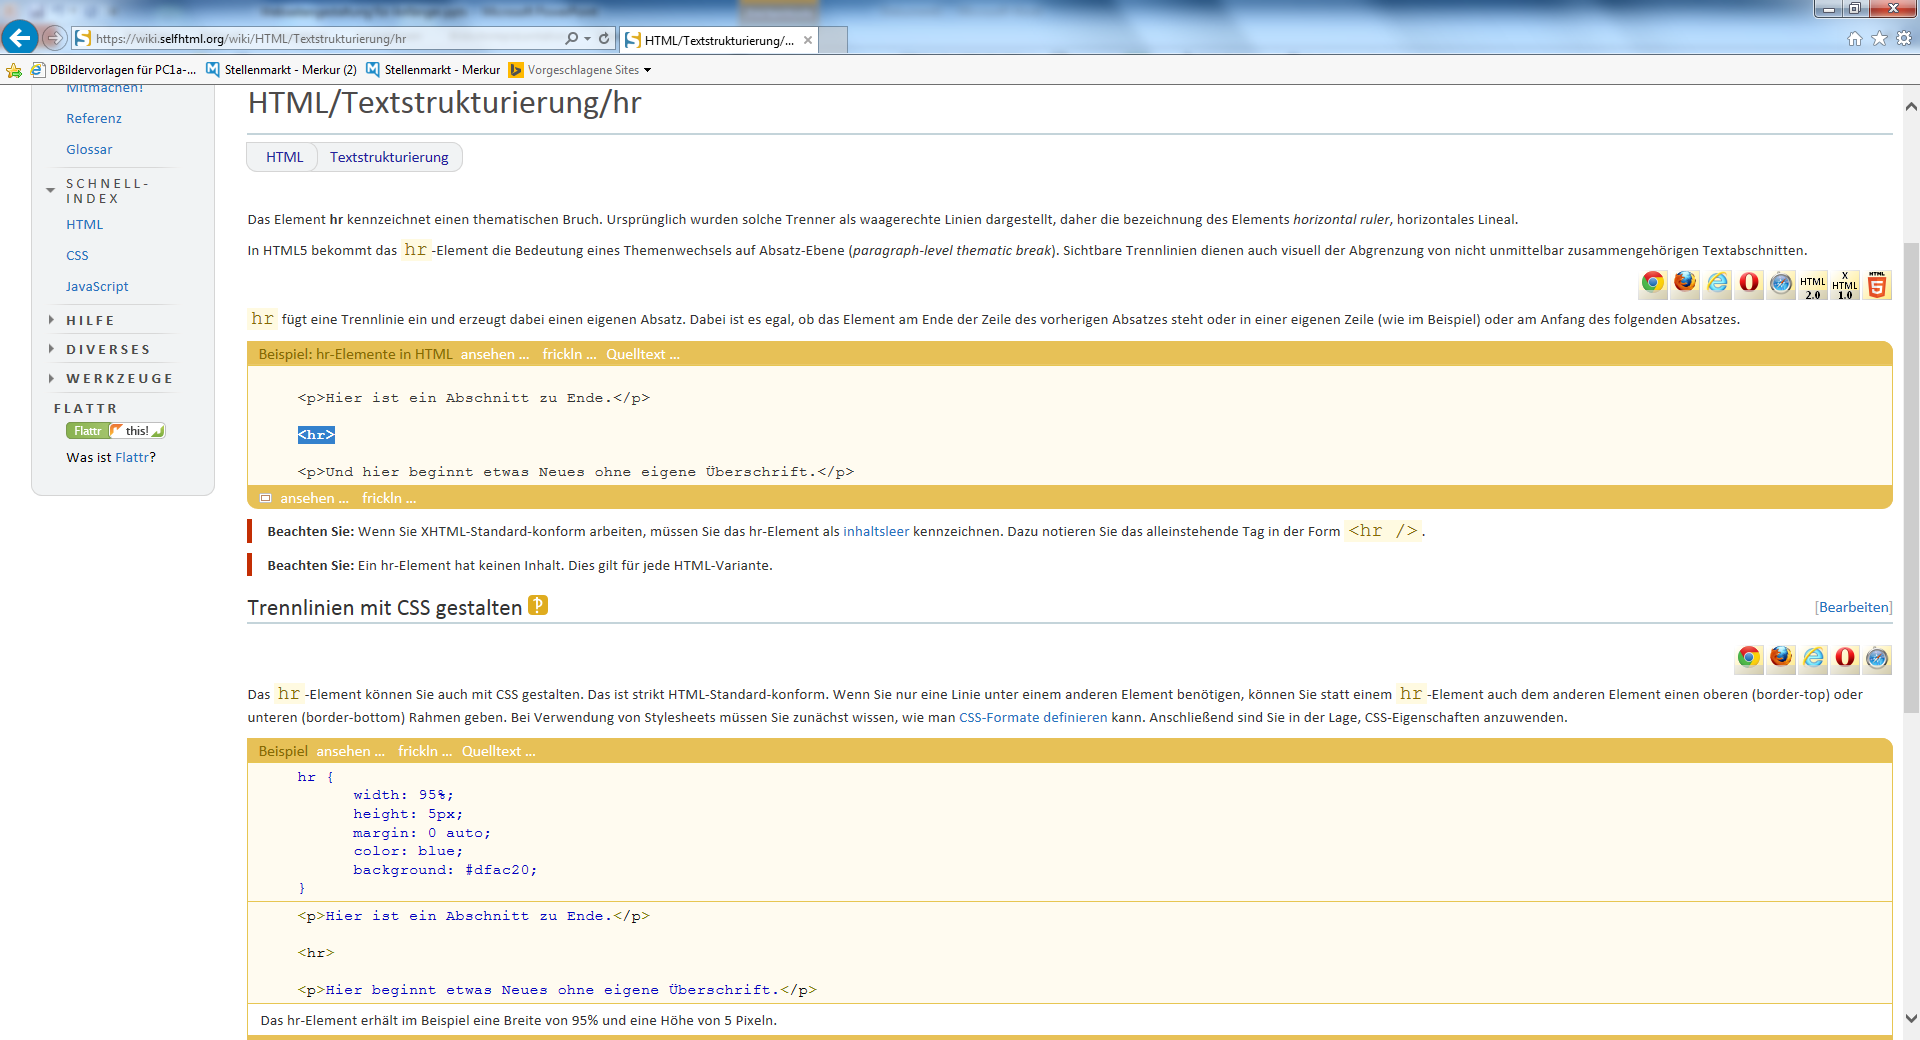 https://wiki.selfhtml.org/wiki/HTML/Textstrukturierung/hr
HTML/Textstrukturierung/...
DBildervorlagen für PC1a-...
Stellenmarkt - Merkur (2)
Stellenmarkt - Merkur
Vorgeschlagene Sites
Mitmachen!
Referenz
Glossar
SCHNELL-
INDEX
HTML
CSS
JavaScript
HILFE
DIVERSES
WERKZEUGE
FLATTR
Flattr this!
Was ist Flattr?
HTML/Textstrukturierung/hr
HTML Textstrukturierung
Das Element hr kennzeichnet einen thematischen Bruch. Ursprünglich wurden solche Trenner als waagerechte Linien dargestellt, daher die bezeichnung des Elements horizontal ruler, horizontales Lineal.
In HTML5 bekommt das hr-Element die Bedeutung eines Themenwechsels auf Absatz-Ebene (paragraph-level thematic break). Sichtbare Trennlinien dienen auch visuell der Abgrenzung von nicht unmittelbar zusammengehörigen Textabschnitten.
HTML 2.0
X HTML 1.0
HTML 5
hr fügt eine Trennlinie ein und erzeugt dabei einen eigenen Absatz. Dabei ist es egal, ob das Element am Ende der Zeile des vorherigen Absatzes steht oder in einer eigenen Zeile (wie im Beispiel) oder am Anfang des folgenden Absatzes.
Beispiel: hr-Elemente in HTML ansehen ... frickln ... Quelltext ...
<p>Hier ist ein Abschnitt zu Ende.</p>
<hr>
<p>Und hier beginnt etwas Neues ohne eigene Überschrift.</p>
ansehen ... frickln ...
Beachten Sie: Wenn Sie XHTML-Standard-konform arbeiten, müssen Sie das hr-Element als inhaltsleer kennzeichnen. Dazu notieren Sie das alleinstehende Tag in der Form <hr />.
Beachten Sie: Ein hr-Element hat keinen Inhalt. Dies gilt für jede HTML-Variante.
Trennlinien mit CSS gestalten
[Bearbeiten]
Das hr-Element können Sie auch mit CSS gestalten. Das ist strikt HTML-Standard-konform. Wenn Sie nur eine Linie unter einem anderen Element benötigen, können Sie statt einem hr-Element auch dem anderen Element einen oberen (border-top) oder
unteren (border-bottom) Rahmen geben. Bei Verwendung von Stylesheets müssen Sie zunächst wissen, wie man CSS-Formate definieren kann. Anschließend sind Sie in der Lage, CSS-Eigenschaften anzuwenden.
Beispiel ansehen ... frickln ... Quelltext ...
hr {
width: 95%;
height: 5px;
margin: 0 auto;
color: blue;
background: #dfac20;
}
<p>Hier ist ein Abschnitt zu Ende.</p>
<hr>
<p>Hier beginnt etwas Neues ohne eigene Überschrift.</p>
Das hr-Element erhält im Beispiel eine Breite von 95% und eine Höhe von 5 Pixeln.